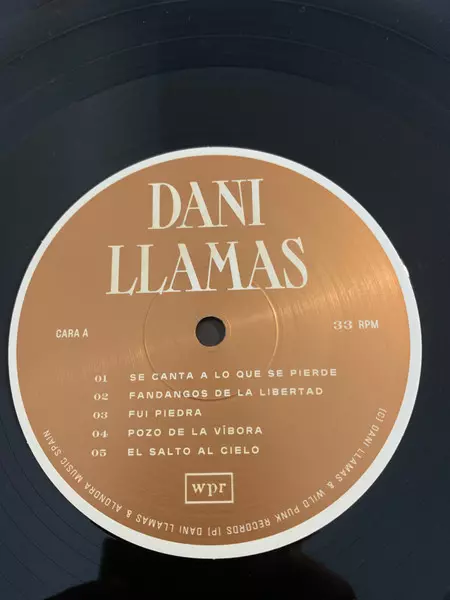 DANI
LLAMAS
CARA A
33 RPM
01 SE CANTA A LO QUE SE PIERDE
02 FANDANGOS DE LA LIBERTAD
03 FUI PIEDRA
04 POZO DE LA VÍBORA
05 EL SALTO AL CIELO
wpr
(C) DANI LLAMAS & WILD PUNK RECORDS (P) DANI LLAMAS & ALONDRA MUSIC SPAIN